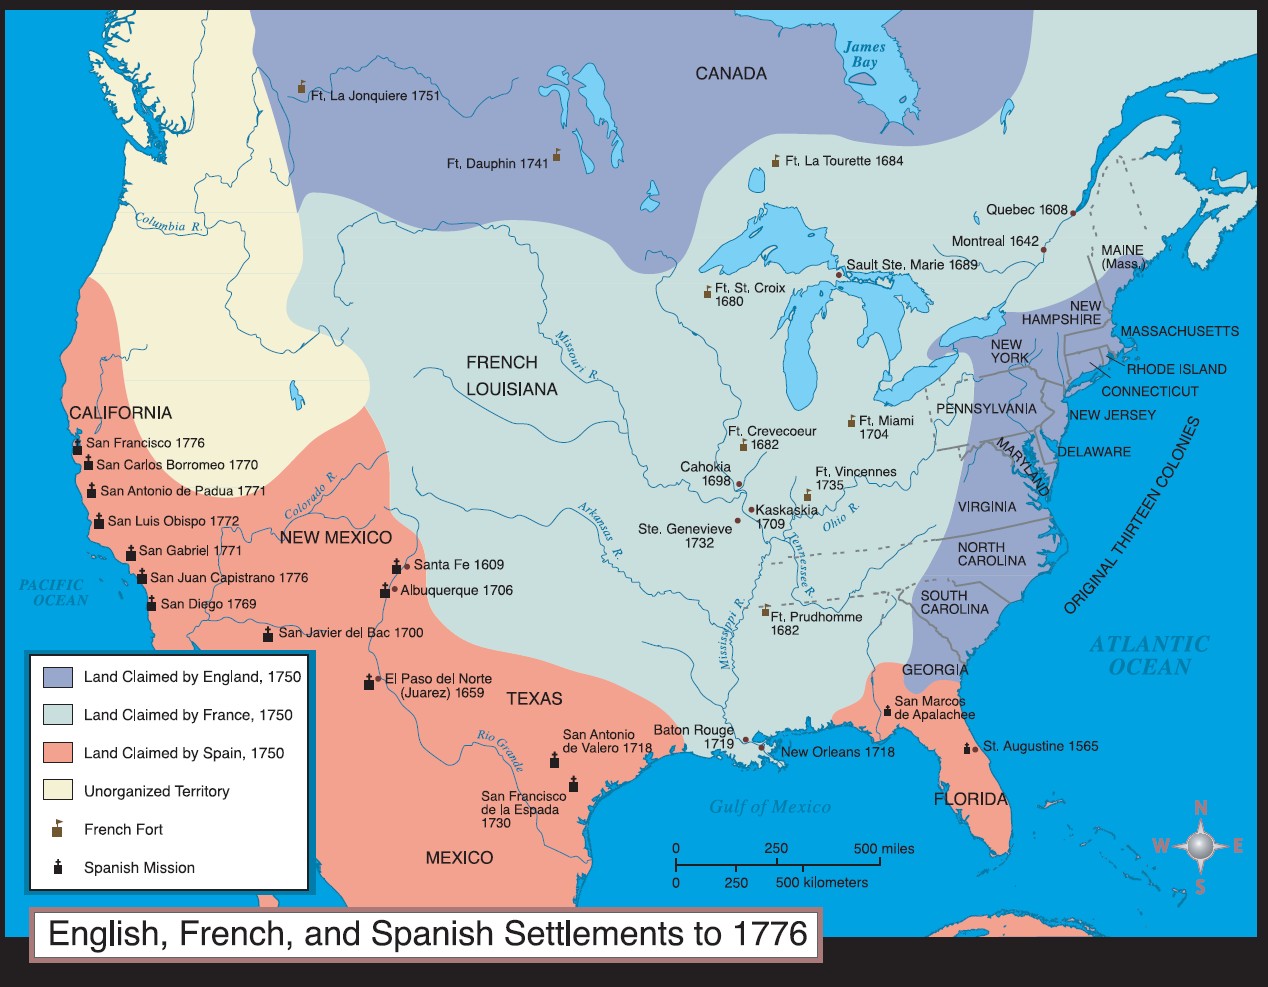 James
Bay
CANADA
Ft. La Jonquiere 1751
Ft. Dauphin 1741
Ft. La Tourette 1684
Quebec 1608
Columbia R.
Montreal 1642
MAINE
(Mass.)
Sault Ste. Marie 1689
Ft. St. Croix
1680
NEW
HAMPSHIRE
MASSACHUSETTS
NEW
YORK
Missouri R.
FRENCH
LOUISIANA
RHODE ISLAND
CONNECTICUT
PENNSYLVANIA
NEW JERSEY
CALIFORNIA
Ft. Miami
1704
Ft. Crevecoeur
1682
San Francisco 1776
MARYLAND
DELAWARE
San Carlos Borromeo 1770
Cahokia
1698
Ft. Vincennes
1735
San Antonio de Padua 1771
Colorado R.
ORIGINAL THIRTEEN COLONIES
Kaskaskia
1709
Ohio R.
VIRGINIA
San Luis Obispo 1772
Arkansas R.
Ste. Genevieve
1732
NEW MEXICO
San Gabriel 1771
Tennessee R.
NORTH
CAROLINA
Santa Fe 1609
San Juan Capistrano 1776
PACIFIC
OCEAN
Albuquerque 1706
San Diego 1769
SOUTH
CAROLINA
Mississippi R.
Ft. Prudhomme
1682
San Javier del Bac 1700
ATLANTIC
OCEAN
GEORGIA
El Paso del Norte
(Juarez) 1659
TEXAS
San Marcos
de Apalachee
Baton Rouge
1719
San Antonio
de Valero 1718
Rio Grande
New Orleans 1718
St. Augustine 1565
San Francisco
de la Espada
1730
Gulf of Mexico
FLORIDA
MEXICO
0 250 500 miles
0 250 500 kilometers
N
W E
S
Land Claimed by England, 1750
Land Claimed by France, 1750
Land Claimed by Spain, 1750
Unorganized Territory
French Fort
Spanish Mission
English, French, and Spanish Settlements to 1776